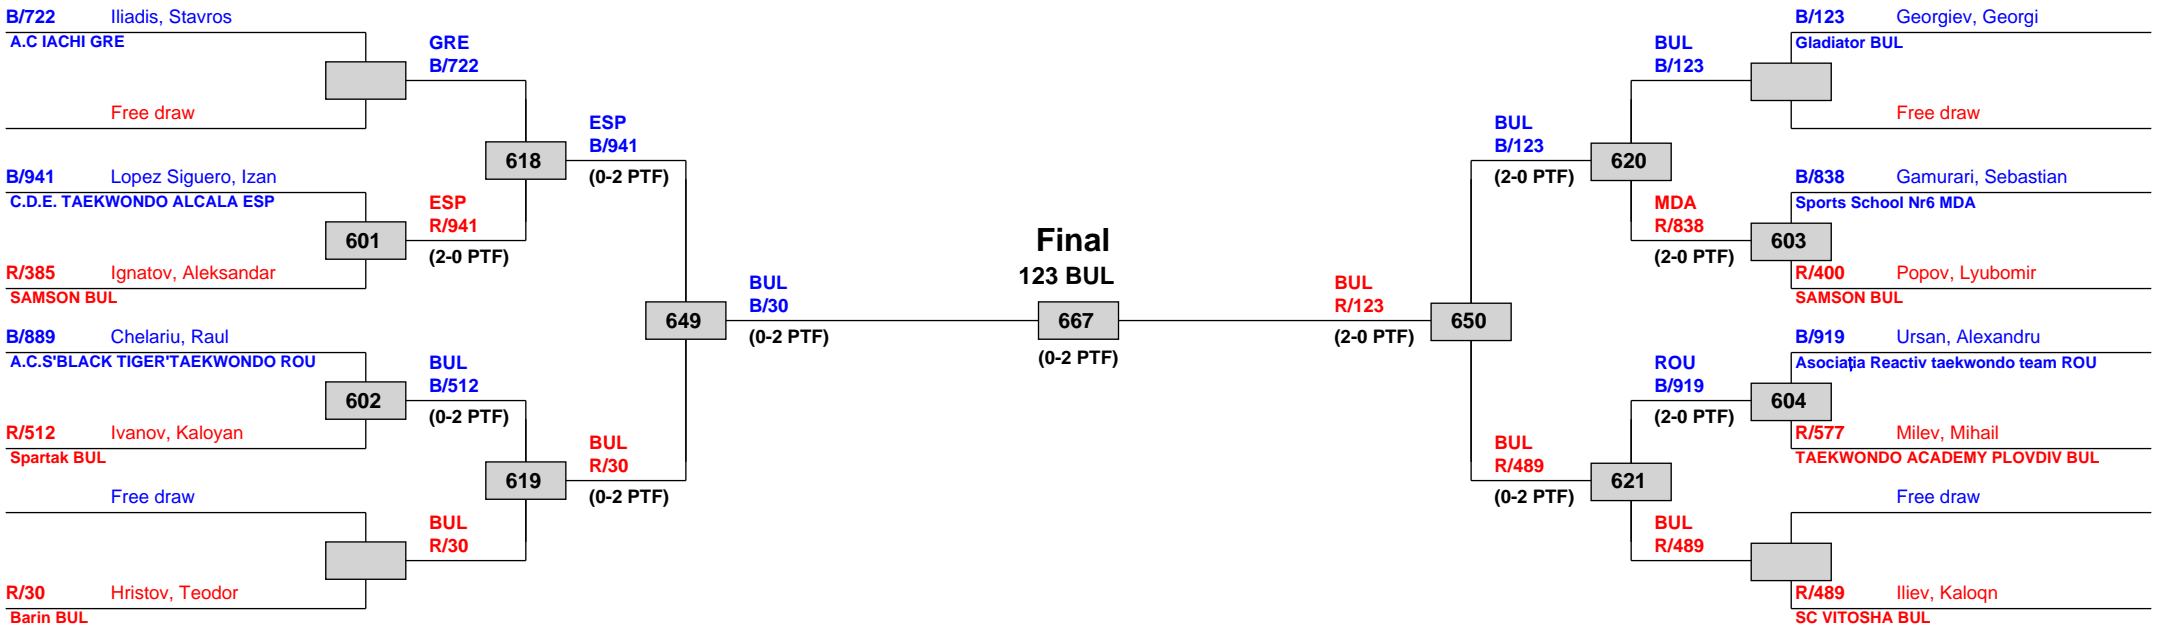 B/722 Iliadis, Stavros
A.C IACHI GRE
Free draw
B/941 Lopez Siguero, Izan
C.D.E. TAEKWONDO ALCALA ESP
R/385 Ignatov, Aleksandar
SAMSON BUL
B/889 Chelariu, Raul
A.C.S'BLACK TIGER'TAEKWONDO ROU
R/512 Ivanov, Kaloyan
Spartak BUL
Free draw
R/30 Hristov, Teodor
Barin BUL
GRE
B/722
601
ESP
R/941
(2-0 PTF)
602
BUL
B/512
(0-2 PTF)
BUL
R/30
618
ESP
B/941
(0-2 PTF)
619
BUL
R/30
(0-2 PTF)
649
BUL
B/30
(0-2 PTF)
Final
123 BUL
667
(0-2 PTF)
BUL
R/123
(2-0 PTF)
650
BUL
B/123
(2-0 PTF)
620
BUL
R/489
(0-2 PTF)
621
BUL
B/123
MDA
R/838
(2-0 PTF)
603
ROU
B/919
(2-0 PTF)
604
BUL
R/489
B/123 Georgiev, Georgi
Gladiator BUL
Free draw
B/838 Gamurari, Sebastian
Sports School Nr6 MDA
R/400 Popov, Lyubomir
SAMSON BUL
B/919 Ursan, Alexandru
Asociaţia Reactiv taekwondo team ROU
R/577 Milev, Mihail
TAEKWONDO ACADEMY PLOVDIV BUL
Free draw
R/489 Iliev, Kaloqn
SC VITOSHA BUL